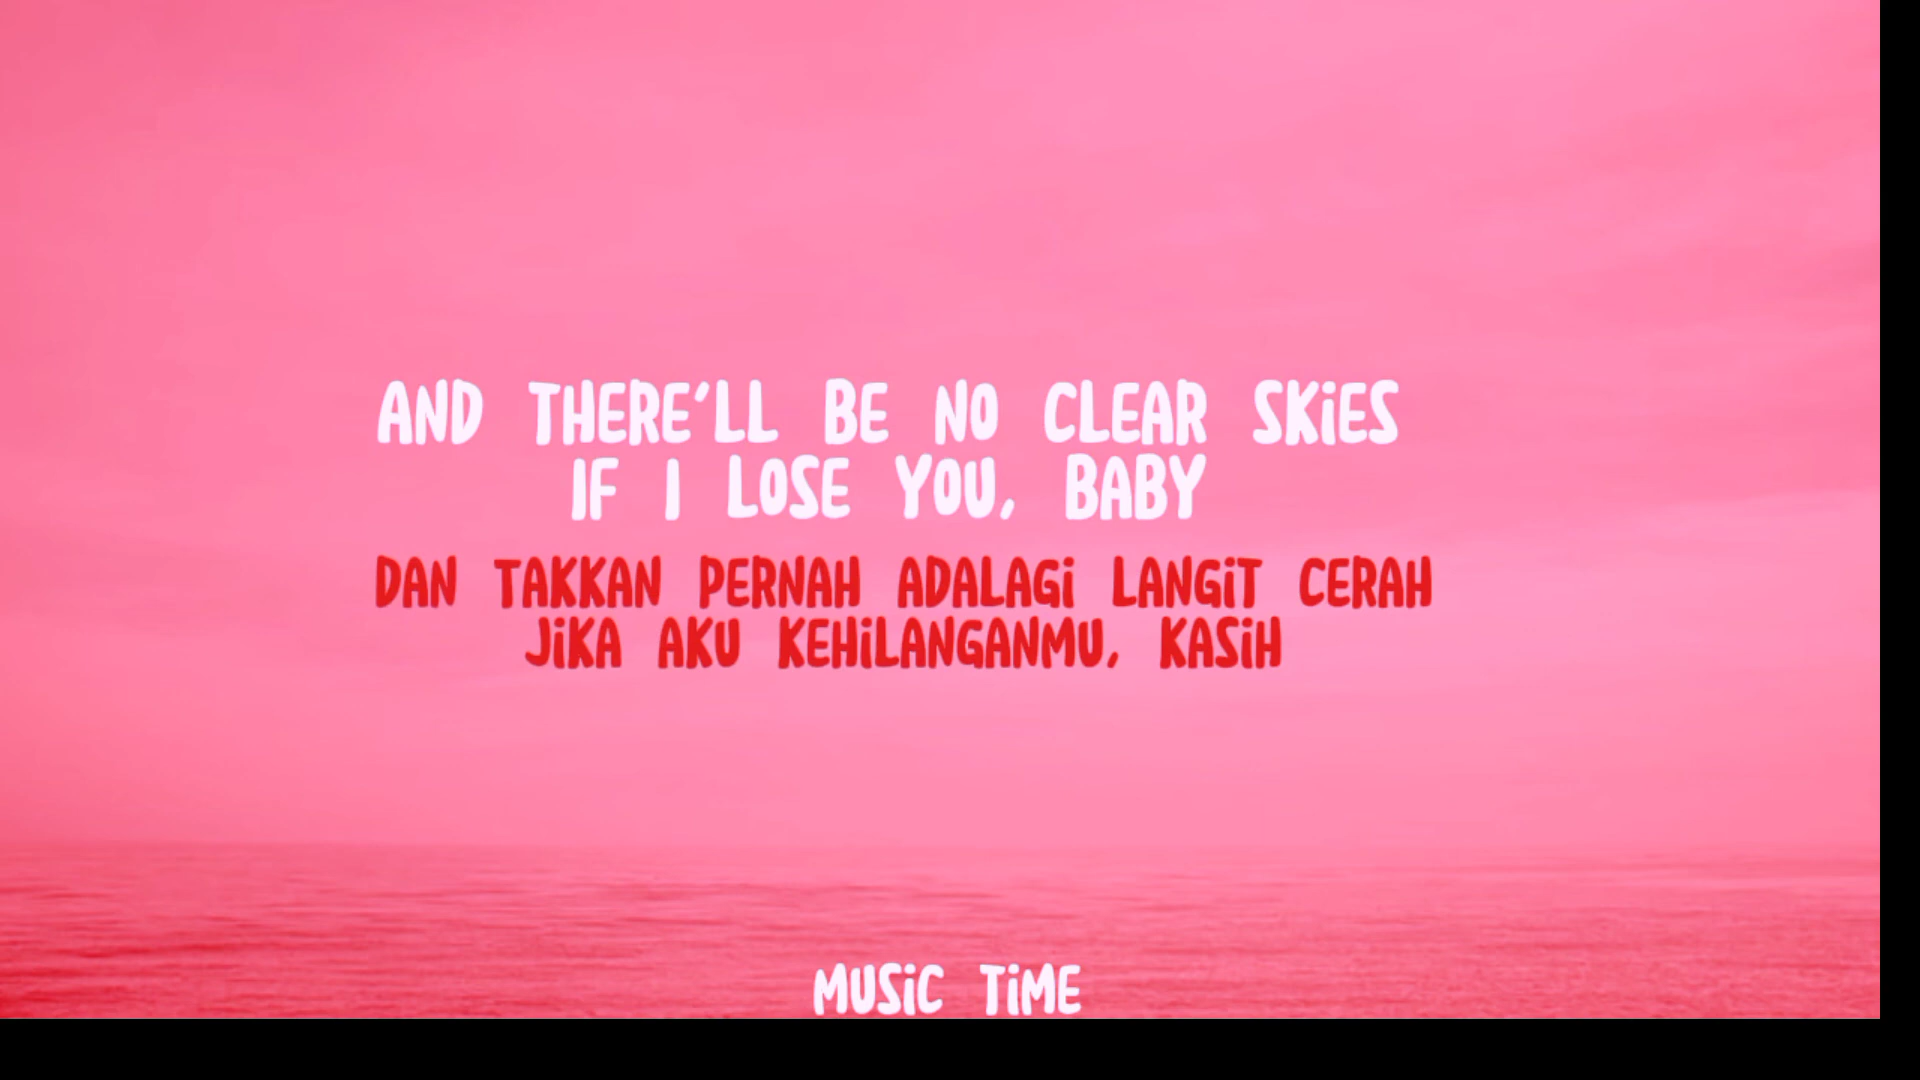 AND THERE'LL BE NO CLEAR SKIES
IF I LOSE YOU, BABY
DAN TAKKAN PERNAH ADALAGI LANGIT CERAH
JIKA AKU KEHILANGANMU, KASIH
MUSIC TIME